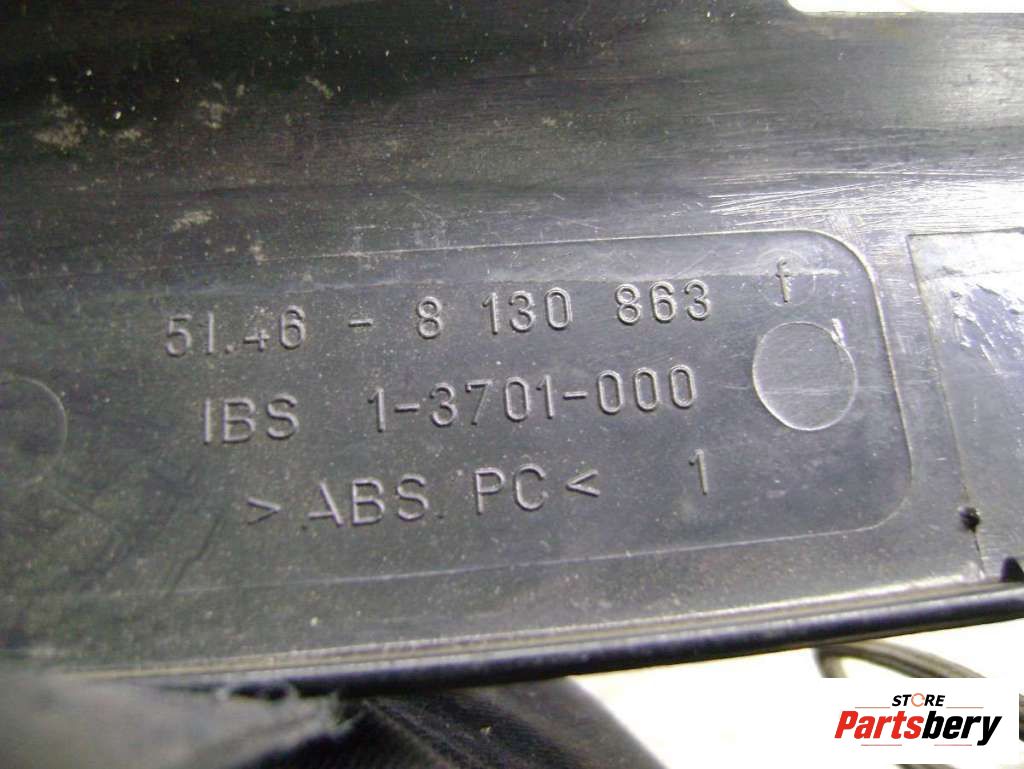 51.46 - 8 130 863 f
IBS 1-3701-000
>ABS. PC< 1
STORE
Partsbery